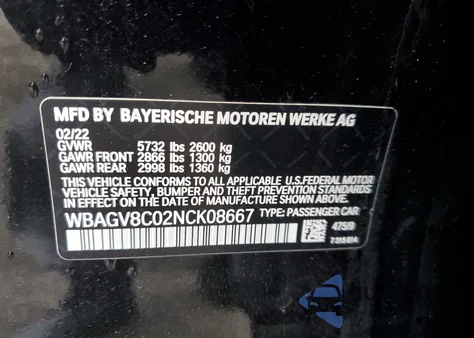 MFD BY BAYERISCHE MOTOREN WERKE AG
02/22
GVWR 5732 lbs 2600 kg
GAWR FRONT 2866 lbs 1300 kg
GAWR REAR 2998 lbs 1360 kg
THIS VEHICLE CONFORMS TO ALL APPLICABLE U.S.FEDERAL MOTOR
VEHICLE SAFETY, BUMPER AND THEFT PREVENTION STANDARDS
IN EFFECT ON THE DATE OF MANUFACTURE SHOWN ABOVE.
WBAGV8C02NCK08667 TYPE: PASSENGER CAR
475/9